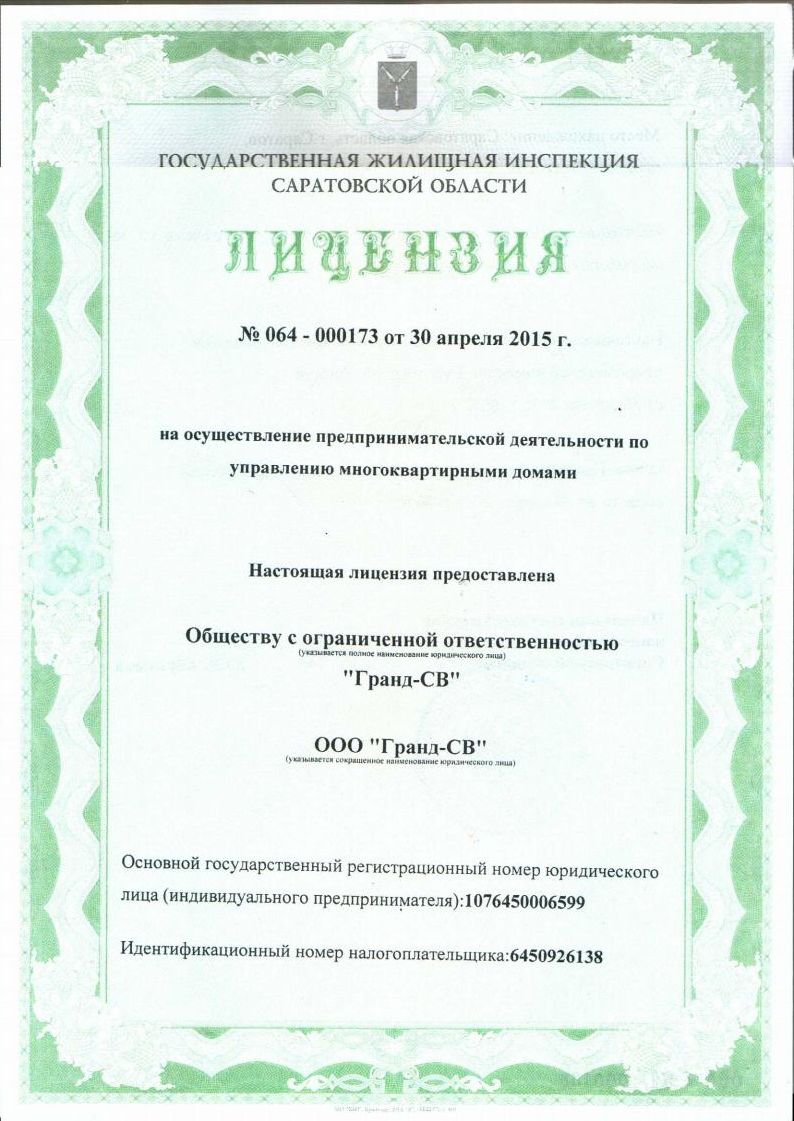 ГОСУДАРСТВЕННАЯ ЖИЛИЩНАЯ ИНСПЕКЦИЯ
САРАТОВСКОЙ ОБЛАСТИ
ЛИЦЕНЗИЯ
№ 064 - 000173 от 30 апреля 2015 г.
на осуществление предпринимательской деятельности по
управлению многоквартирными домами
Настоящая лицензия предоставлена
Обществу с ограниченной ответственностью
(указывается полное наименование юридического лица)
"Гранд-СВ"
ООО "Гранд-СВ"
(указывается сокращенное наименование юридического лица)
Основной государственный регистрационный номер юридического
лица (индивидуального предпринимателя):1076450006599
Идентификационный номер налогоплательщика:6450926138